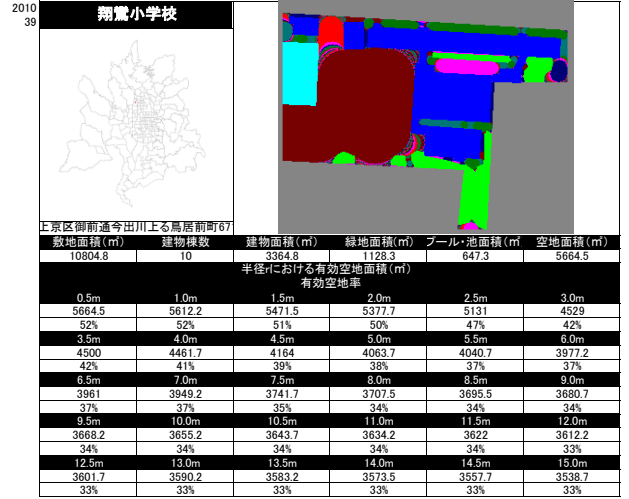 2010
39
翔鸞小学校
上京区御前通今出川上る鳥居前町67
敷地面積(㎡) 建物棟数 建物面積(㎡) 緑地面積(㎡) プール・池面積(㎡ 空地面積(㎡)
10804.8 10 3364.8 1128.3 647.3 5664.5
半径rにおける有効空地面積(㎡)
有効空地率
0.5m 1.0m 1.5m 2.0m 2.5m 3.0m
5664.5 5612.2 5471.5 5377.7 5131 4529
52% 52% 51% 50% 47% 42%
3.5m 4.0m 4.5m 5.0m 5.5m 6.0m
4500 4461.7 4164 4063.7 4040.7 3977.2
42% 41% 39% 38% 37% 37%
6.5m 7.0m 7.5m 8.0m 8.5m 9.0m
3961 3949.2 3741.7 3707.5 3695.5 3680.7
37% 37% 35% 34% 34% 34%
9.5m 10.0m 10.5m 11.0m 11.5m 12.0m
3668.2 3655.2 3643.7 3634.2 3622 3612.2
34% 34% 34% 34% 34% 33%
12.5m 13.0m 13.5m 14.0m 14.5m 15.0m
3601.7 3590.2 3583.2 3573.5 3557.7 3538.7
33% 33% 33% 33% 33% 33%